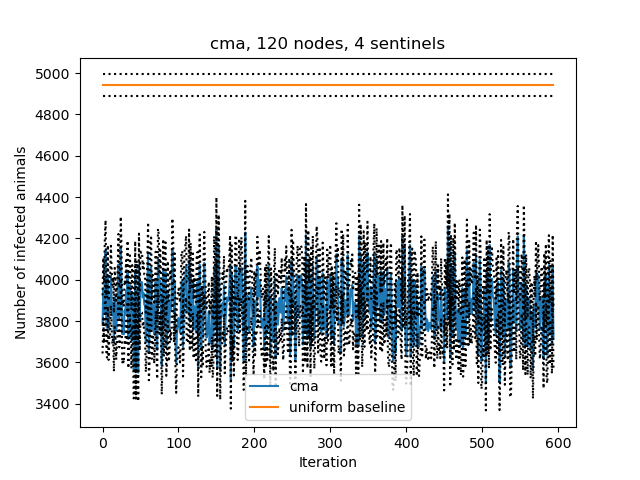 cma, 120 nodes, 4 sentinels
Number of infected animals
5000
4800
4600
4400
4200
4000
3800
3600
3400
cma
uniform baseline
0 100 200 300 400 500 600
Iteration